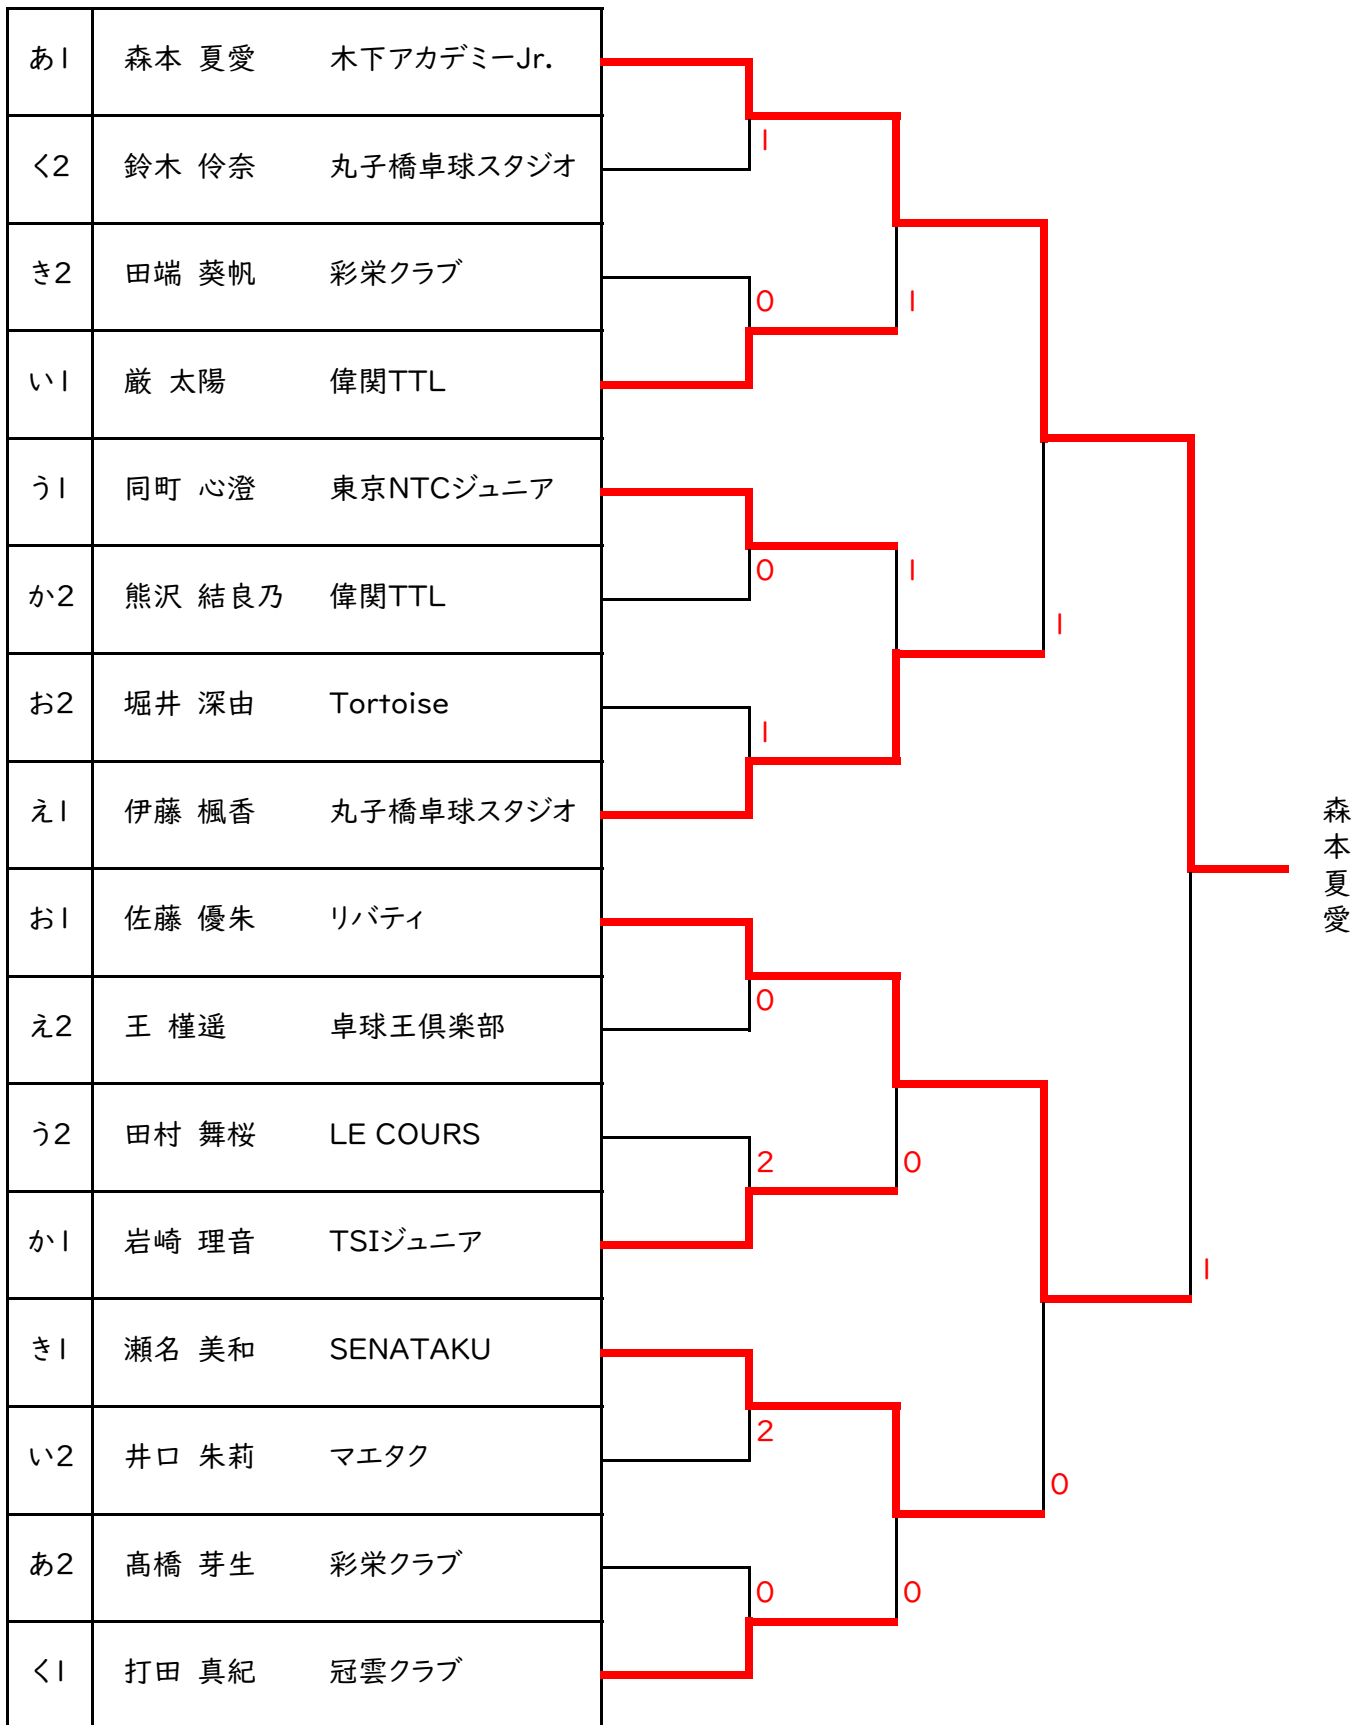 あ1 森本 夏愛 木下アカデミーJr.
1
く2 鈴木 伶奈 丸子橋卓球スタジオ
き2 田端 葵帆 彩栄クラブ
0 1
い1 厳 太陽 偉関TTL
う1 同町 心澄 東京NTCジュニア
0 1
か2 熊沢 結良乃 偉関TTL
1
お2 堀井 深由 Tortoise
1
え1 伊藤 楓香 丸子橋卓球スタジオ
森本夏愛
お1 佐藤 優朱 リバティ
0
え2 王 槿遥 卓球王倶楽部
う2 田村 舞桜 LE COURS
2 0
か1 岩崎 理音 TSIジュニア
1
き1 瀬名 美和 SENATAKU
2
い2 井口 朱莉 マエタク
0
あ2 髙橋 芽生 彩栄クラブ
0 0
く1 打田 真紀 冠雲クラブ